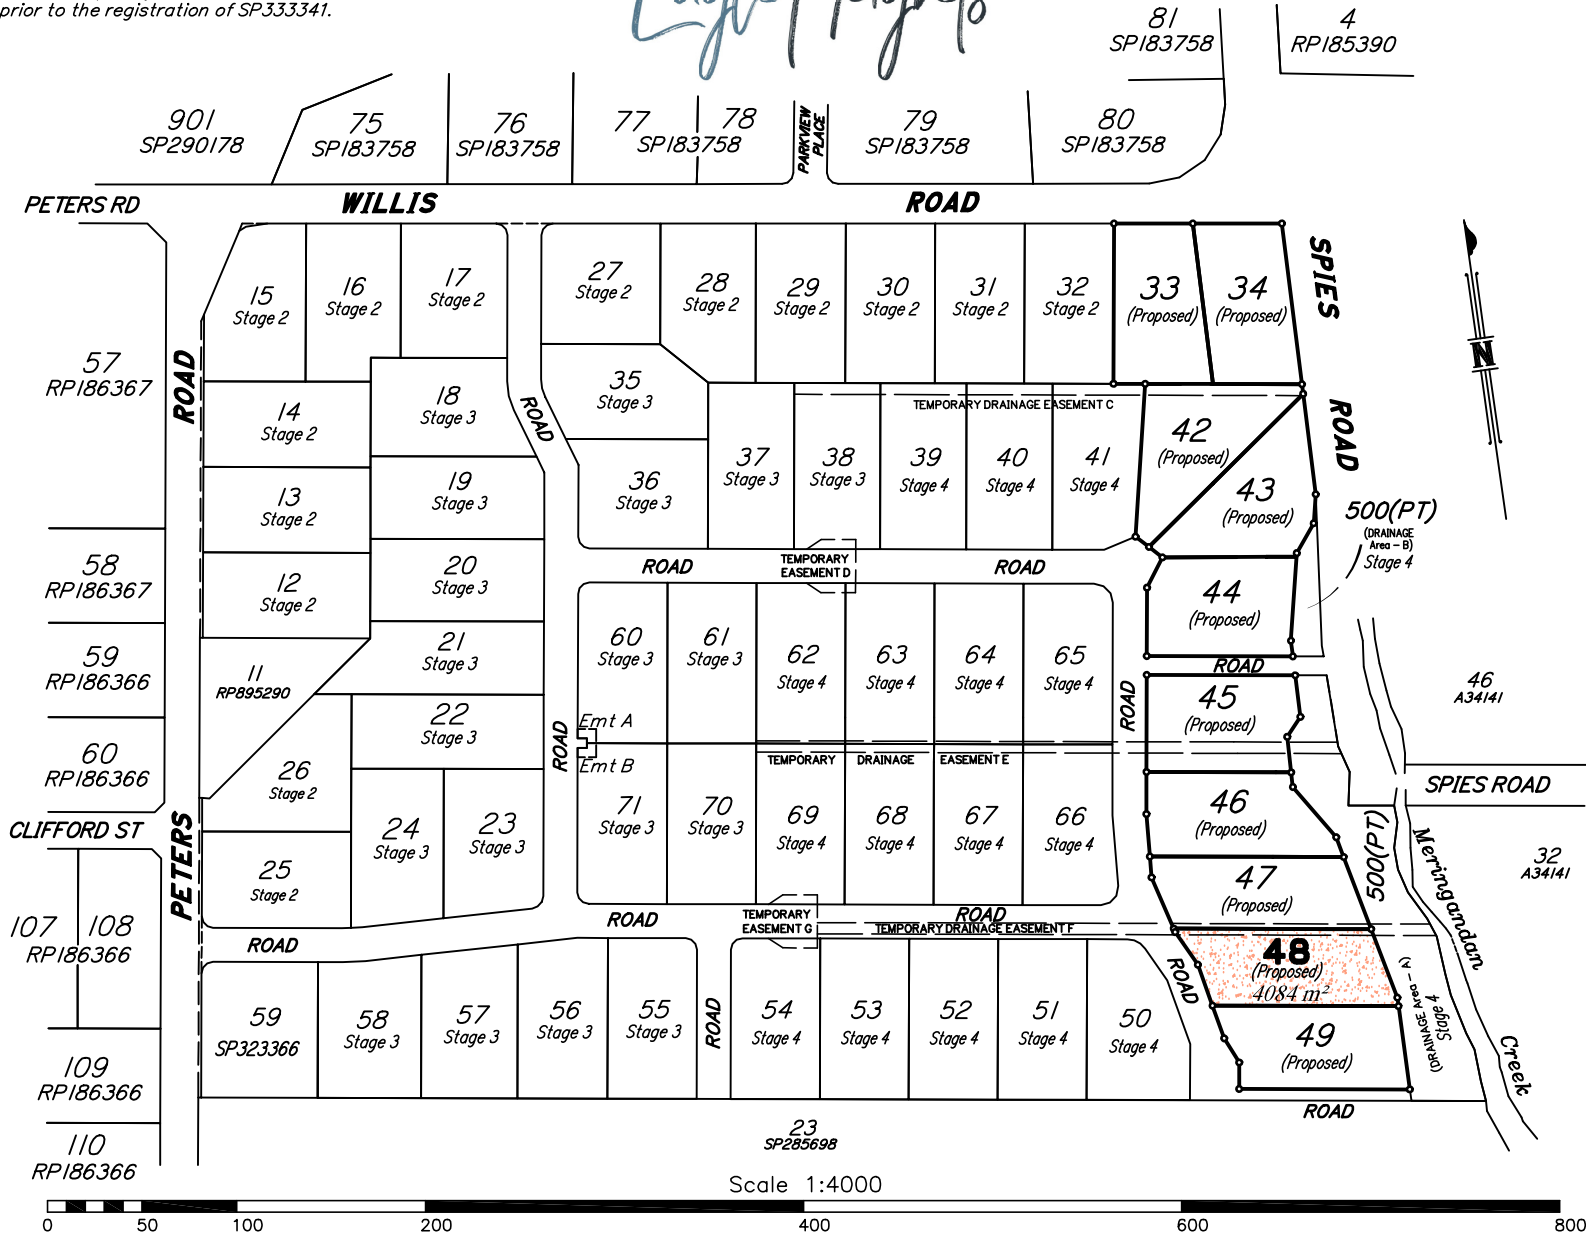 prior to the registration of SP333341.
81
SP183758
4
RP185390
901
SP290178
75
SP183758
76
SP183758
77
78
SP183758
PARKVIEW
PLACE
79
SP183758
80
SP183758
PETERS RD
WILLIS
ROAD
SPIES
ROAD
15
Stage 2
16
Stage 2
17
Stage 2
27
Stage 2
28
Stage 2
29
Stage 2
30
Stage 2
31
Stage 2
32
Stage 2
33
(Proposed)
34
(Proposed)
N
57
RP186367
ROAD
14
Stage 2
18
Stage 3
ROAD
35
Stage 3
TEMPORARY DRAINAGE EASEMENT C
13
Stage 2
19
Stage 3
36
Stage 3
37
Stage 3
38
Stage 3
39
Stage 4
40
Stage 4
41
Stage 4
42
(Proposed)
43
(Proposed)
500(PT)
(DRAINAGE
Area - B)
Stage 4
58
RP186367
12
Stage 2
20
Stage 3
ROAD
TEMPORARY
EASEMENT D
ROAD
44
(Proposed)
59
RP186366
11
RP895290
21
Stage 3
60
Stage 3
61
Stage 3
62
Stage 4
63
Stage 4
64
Stage 4
65
Stage 4
ROAD
ROAD
45
(Proposed)
46
A34141
60
RP186366
22
Stage 3
ROAD
Emt A
Emt B
TEMPORARY DRAINAGE EASEMENT E
26
Stage 2
SPIES ROAD
CLIFFORD ST
PETERS
24
Stage 3
23
Stage 3
71
Stage 3
70
Stage 3
69
Stage 4
68
Stage 4
67
Stage 4
66
Stage 4
46
(Proposed)
500(PT)
Meringandan
Creek
32
A34141
25
Stage 2
47
(Proposed)
107
108
RP186366
ROAD
ROAD
TEMPORARY
EASEMENT G
ROAD
TEMPORARY DRAINAGE EASEMENT F
48
(Proposed)
4084 m²
ROAD
(DRAINAGE Area - A)
Stage 4
59
SP323366
58
Stage 3
57
Stage 3
56
Stage 3
55
Stage 3
ROAD
54
Stage 4
53
Stage 4
52
Stage 4
51
Stage 4
50
Stage 4
49
(Proposed)
109
RP186366
ROAD
110
RP186366
23
SP285698
Scale 1:4000
0 50 100 200 400 600 800